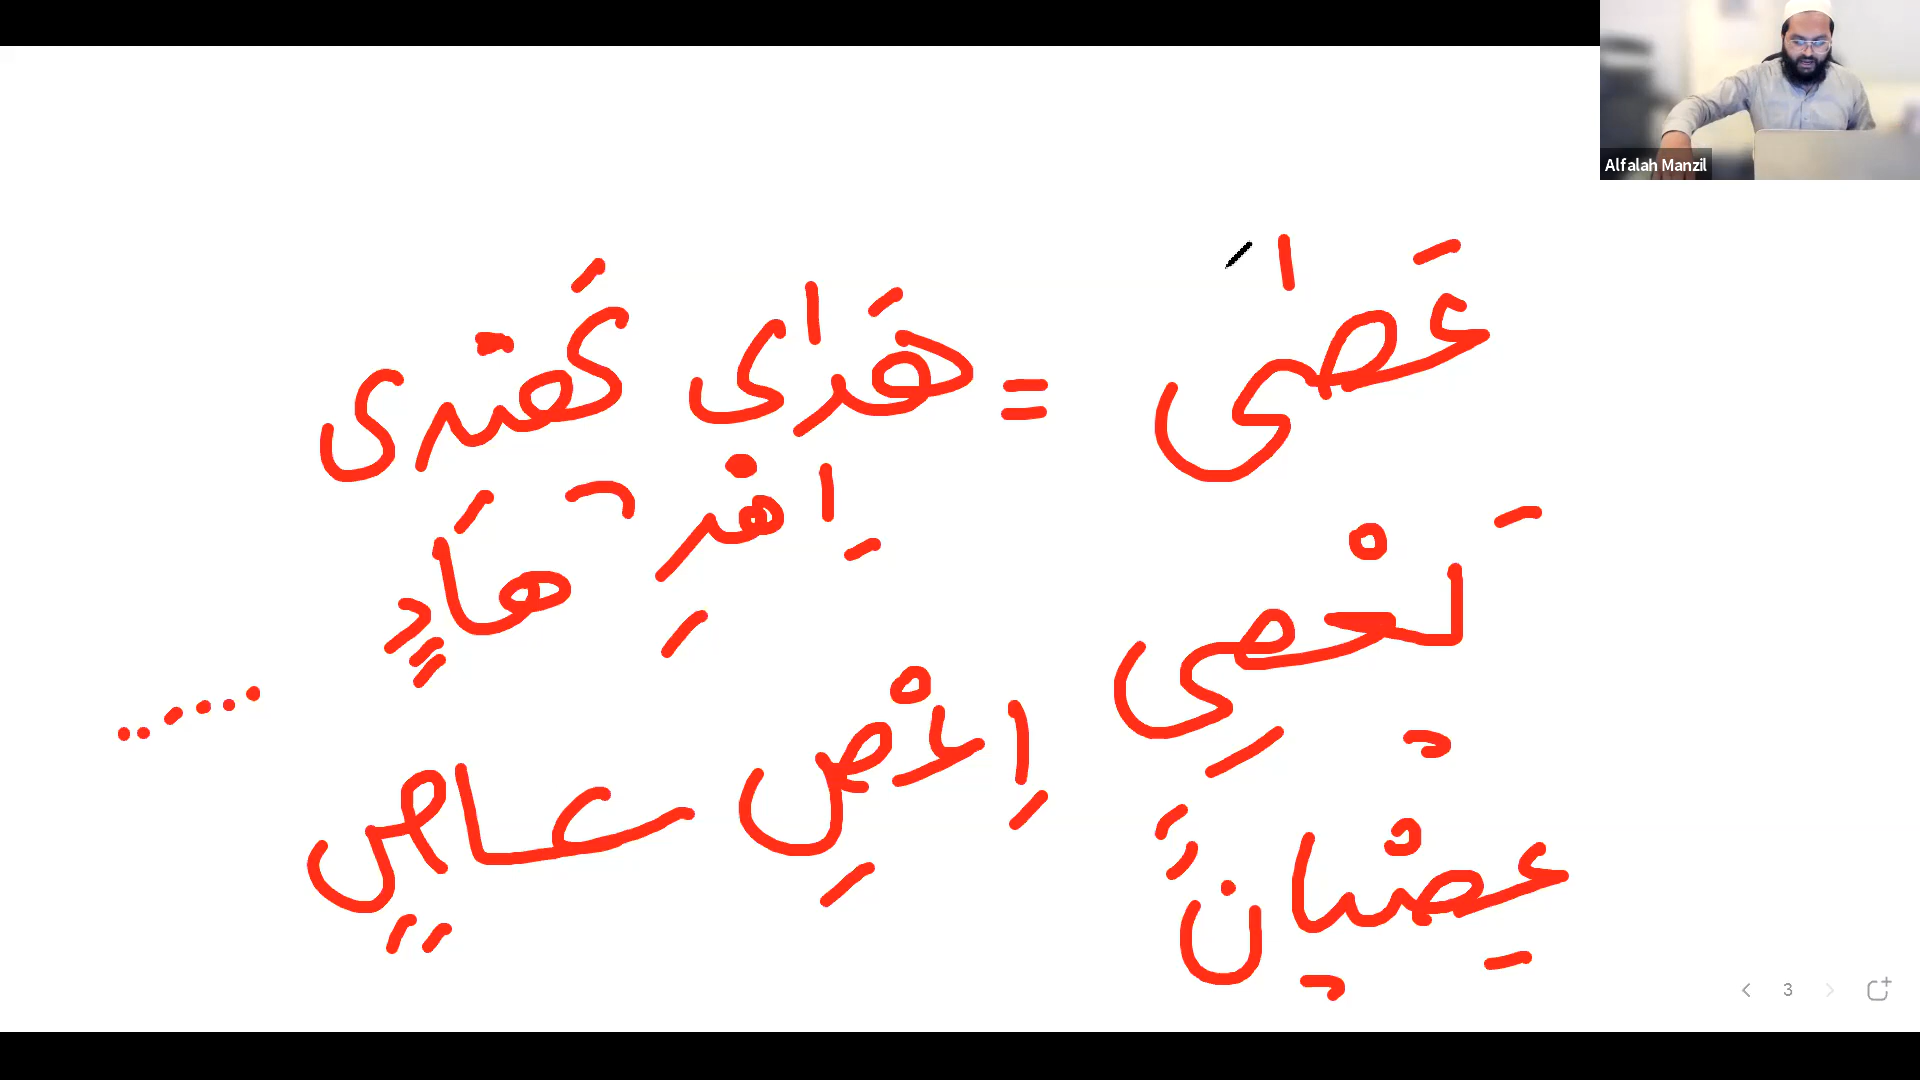 Alfalah Manzil
عَصٰى = هَدٰى يَهْدِى
يَعْصِى اِهْدِ هَادٍ
عِصْيَانً اِعْصِ عَاصٍ ......
3